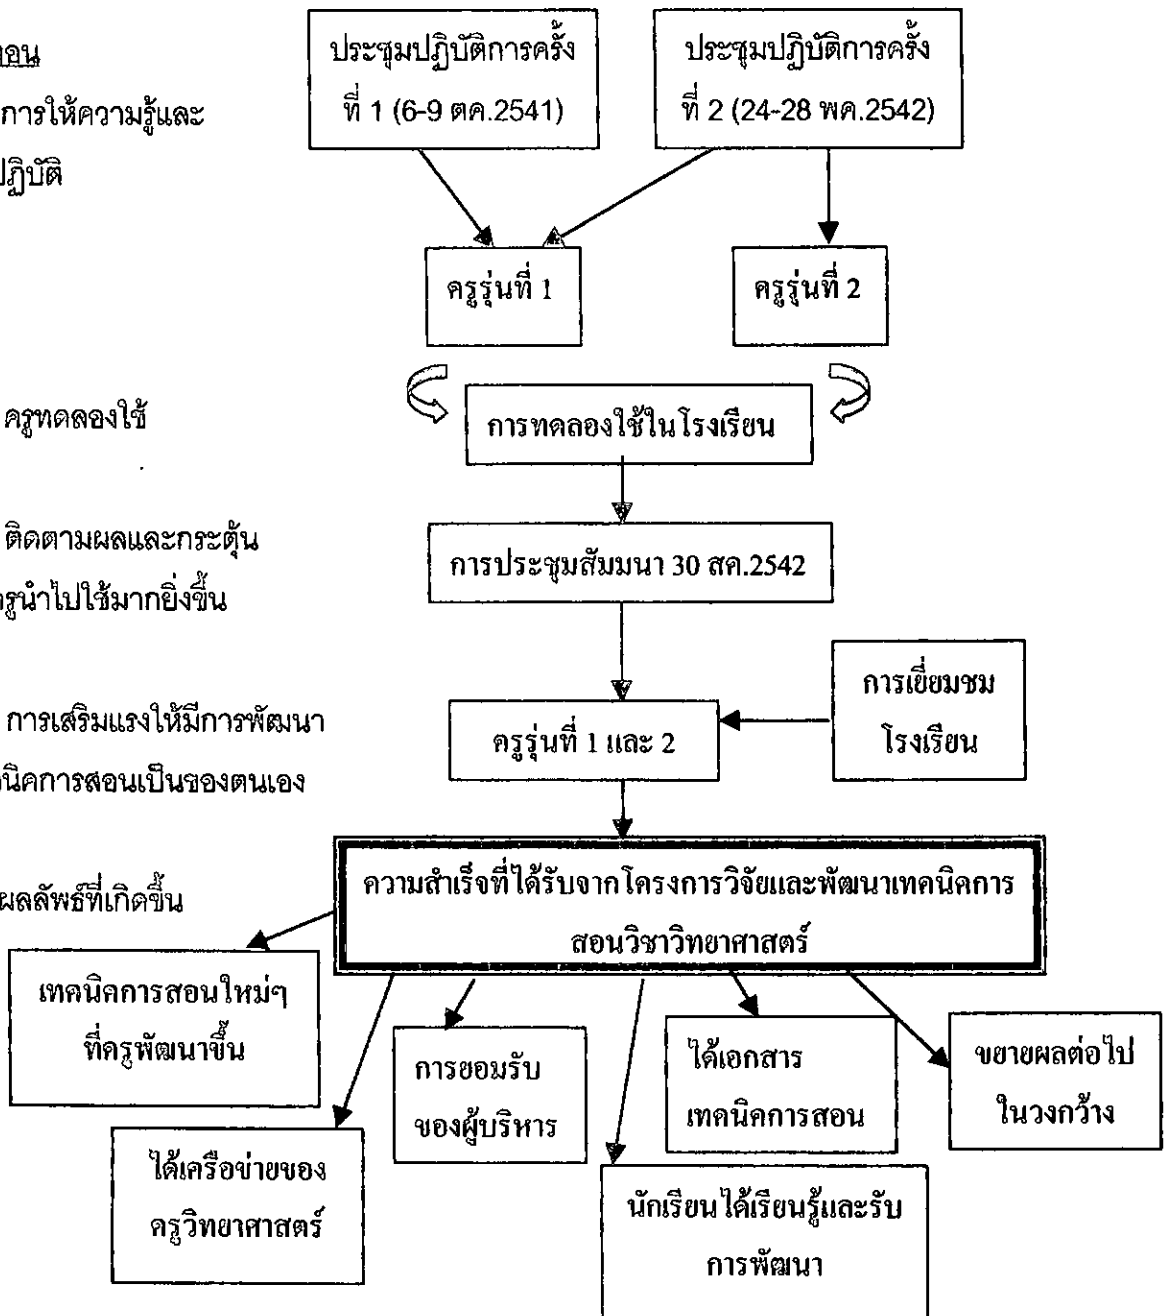 ประชุมปฏิบัติการครั้ง
ที่ 1 (6-9 ตค.2541)
ประชุมปฏิบัติการครั้ง
ที่ 2 (24-28 พค.2542)
การให้ความรู้และ
ครูรุ่นที่ 1
ครูรุ่นที่ 2
ครูทดลองใช้
การทดลองใช้ในโรงเรียน
ติดตามผลและกระตุ้น
ครูนำไปใช้มากยิ่งขึ้น
การประชุมสัมมนา 30 สค.2542
การเสริมแรงให้มีการพัฒนา
นิคการสอนเป็นของตนเอง
ครูรุ่นที่ 1 และ 2
การเยี่ยมชม
โรงเรียน
ผลลัพธ์ที่เกิดขึ้น
ความสำเร็จที่ได้รับจากโครงการวิจัยและพัฒนาเทคนิคการ
สอนวิชาวิทยาศาสตร์
เทคนิคการสอนใหม่ๆ
ที่ครูพัฒนาขึ้น
ได้เครือข่ายของ
ครูวิทยาศาสตร์
การยอมรับ
ของผู้บริหาร
นักเรียนได้เรียนรู้และรับ
การพัฒนา
ได้เอกสาร
เทคนิคการสอน
ขยายผลต่อไป
ในวงกว้าง